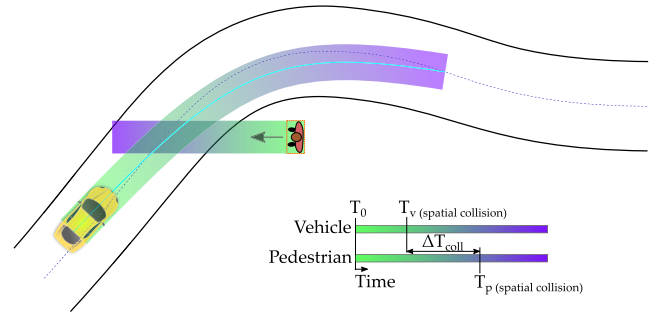 T0 Tv (spatial collision)
Vehicle
ΔTcoll
Pedestrian
Time Tp (spatial collision)